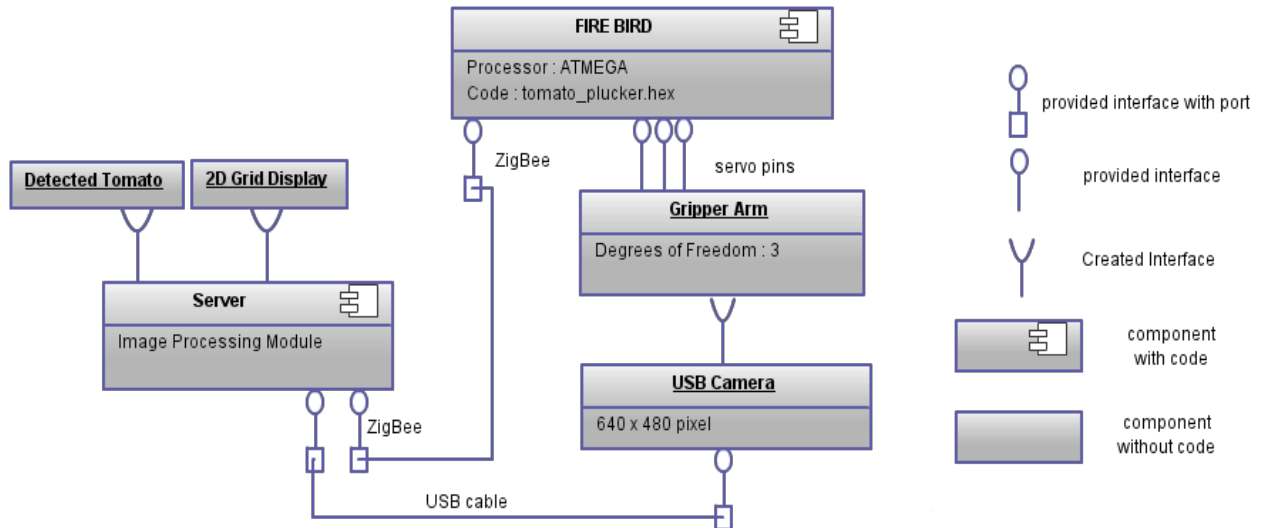 FIRE BIRD
Processor : ATMEGA
Code : tomato_plucker.hex
provided interface with port
ZigBee
servo pins
Detected Tomato
2D Grid Display
provided interface
Gripper Arm
Degrees of Freedom : 3
Created Interface
Server
Image Processing Module
component
with code
USB Camera
640 x 480 pixel
ZigBee
component
without code
USB cable